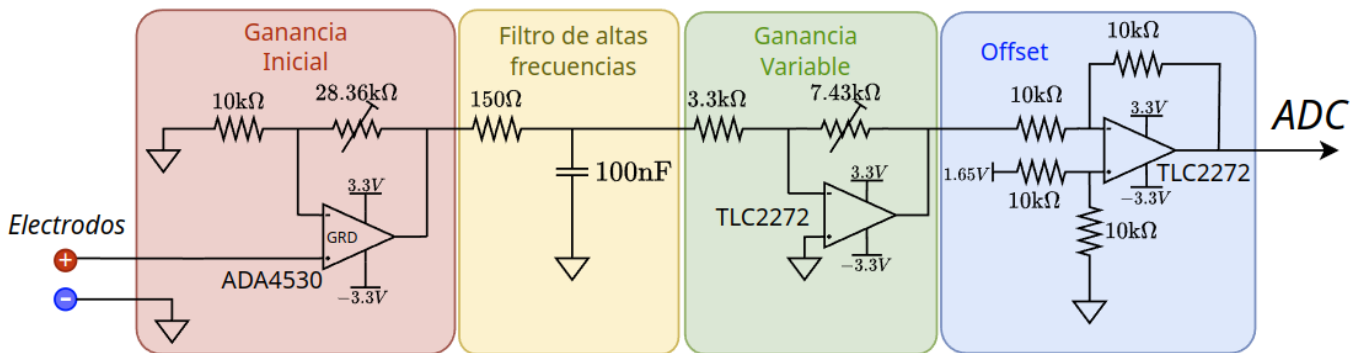 Ganancia
Inicial
10kΩ
28.36kΩ
-
GRD
+
3.3V
-3.3V
ADA4530
Electrodos
+
-
Filtro de altas
frecuencias
150Ω
100nF
Ganancia
Variable
3.3kΩ
7.43kΩ
-
+
3.3V
-3.3V
TLC2272
Offset
10kΩ
10kΩ
1.65V
10kΩ
10kΩ
-
+
3.3V
-3.3V
TLC2272
ADC